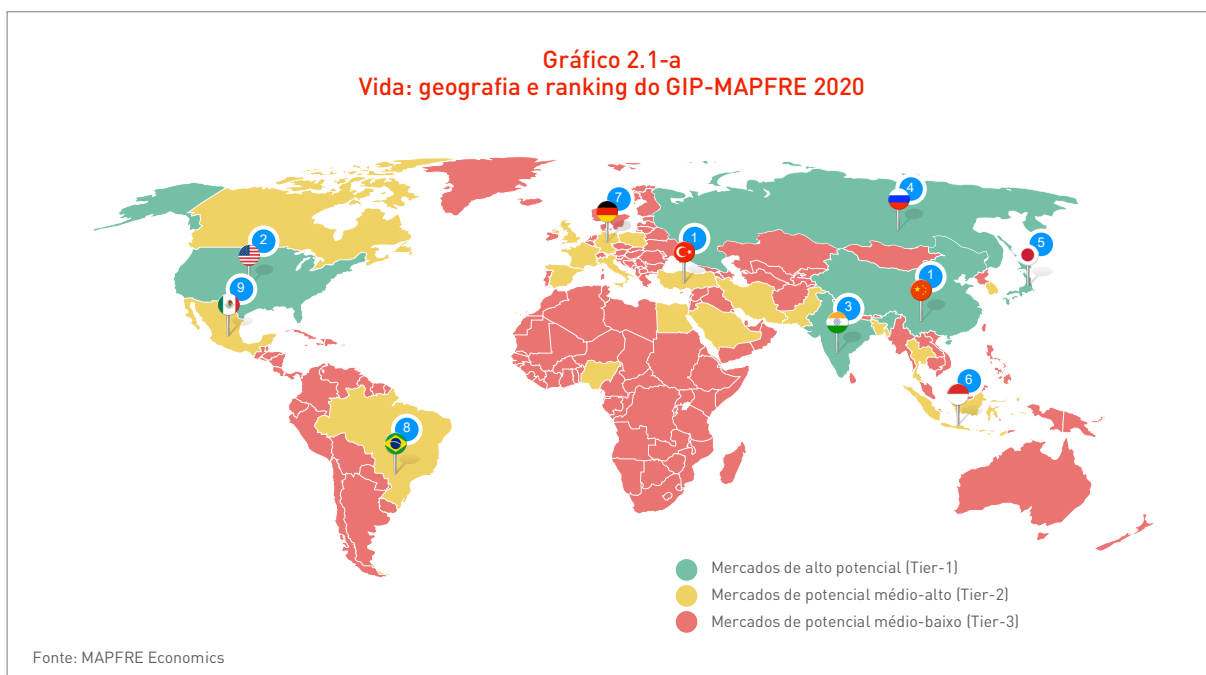 Gráfico 2.1-a
Vida: geografia e ranking do GIP-MAPFRE 2020
4
7
1
2
5
9
1
3
6
8
Mercados de alto potencial (Tier-1)
Mercados de potencial médio-alto (Tier-2)
Mercados de potencial médio-baixo (Tier-3)
Fonte: MAPFRE Economics